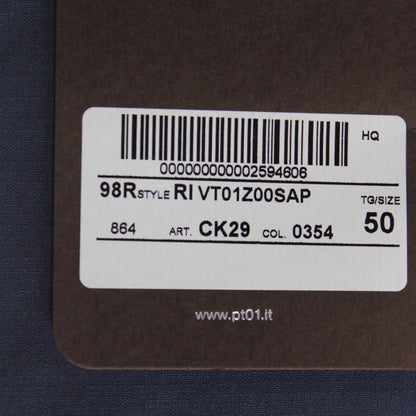 HQ
000000000002594606
98R STYLE RI VT01Z00SAP TG/SIZE
864 ART. CK29 COL. 0354 50
www.pt01.it